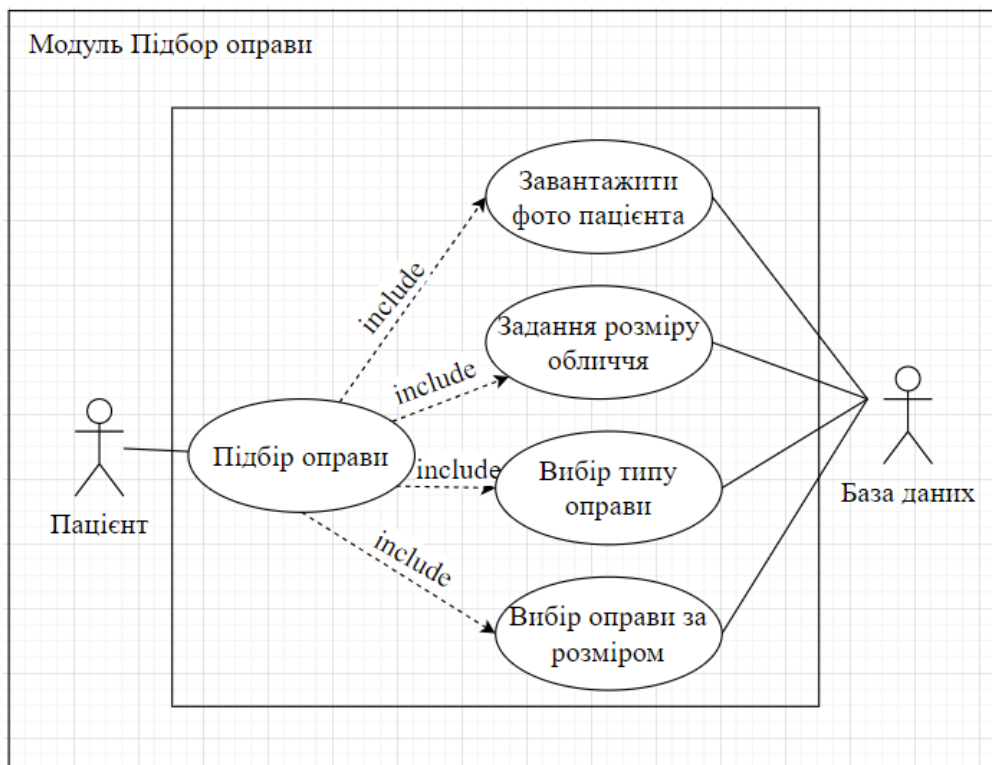 Модуль Підбор оправи
Завантажити
фото пацієнта
include
Задання розміру
обличчя
include
Підбір оправи
include
Вибір типу
оправи
Пацієнт
База даних
include
Вибір оправи за
розміром